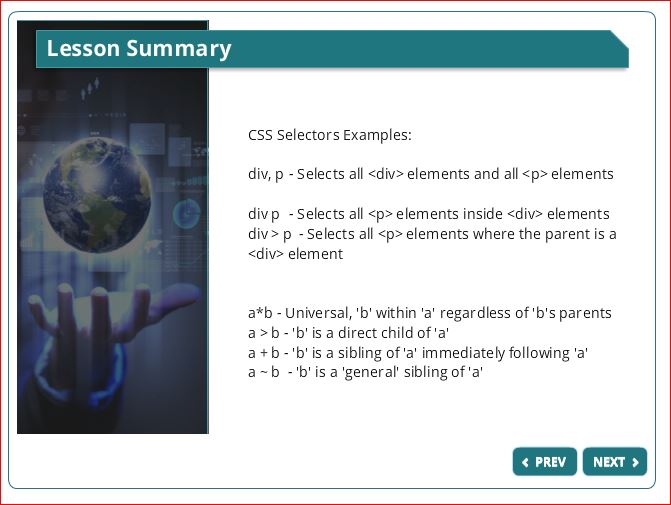 Lesson Summary
CSS Selectors Examples:
div, p - Selects all <div> elements and all <p> elements
div p  - Selects all <p> elements inside <div> elements
div > p  - Selects all <p> elements where the parent is a
<div> element
a*b - Universal, 'b' within 'a' regardless of 'b's parents
a > b - 'b' is a direct child of 'a'
a + b - 'b' is a sibling of 'a' immediately following 'a'
a ~ b  - 'b' is a 'general' sibling of 'a'
PREV
NEXT